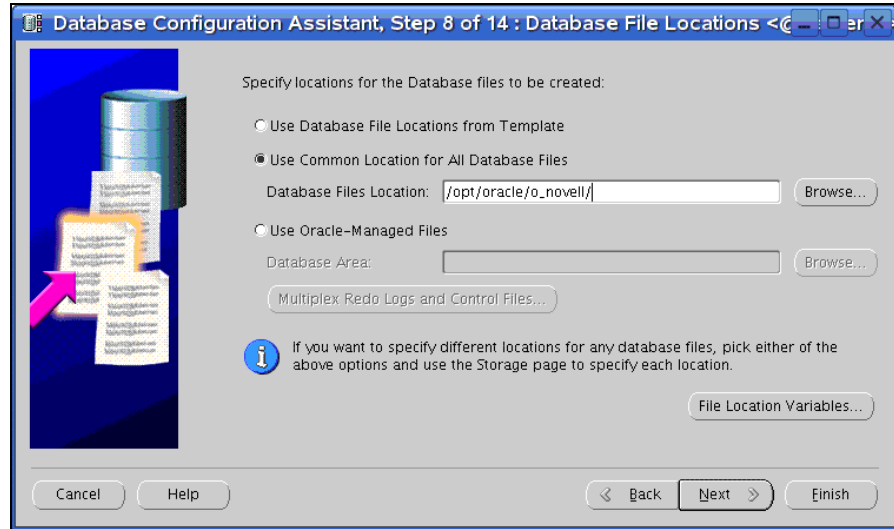 Database Configuration Assistant, Step 8 of 14 : Database File Locations <@
Specify locations for the Database files to be created:
Use Database File Locations from Template
Use Common Location for All Database Files
Database Files Location: /opt/oracle/o_novell/ Browse...
Use Oracle-Managed Files
Database Area: Browse...
Multiplex Redo Logs and Control Files...
If you want to specify different locations for any database files, pick either of the
above options and use the Storage page to specify each location.
File Location Variables...
Cancel Help Back Next Finish